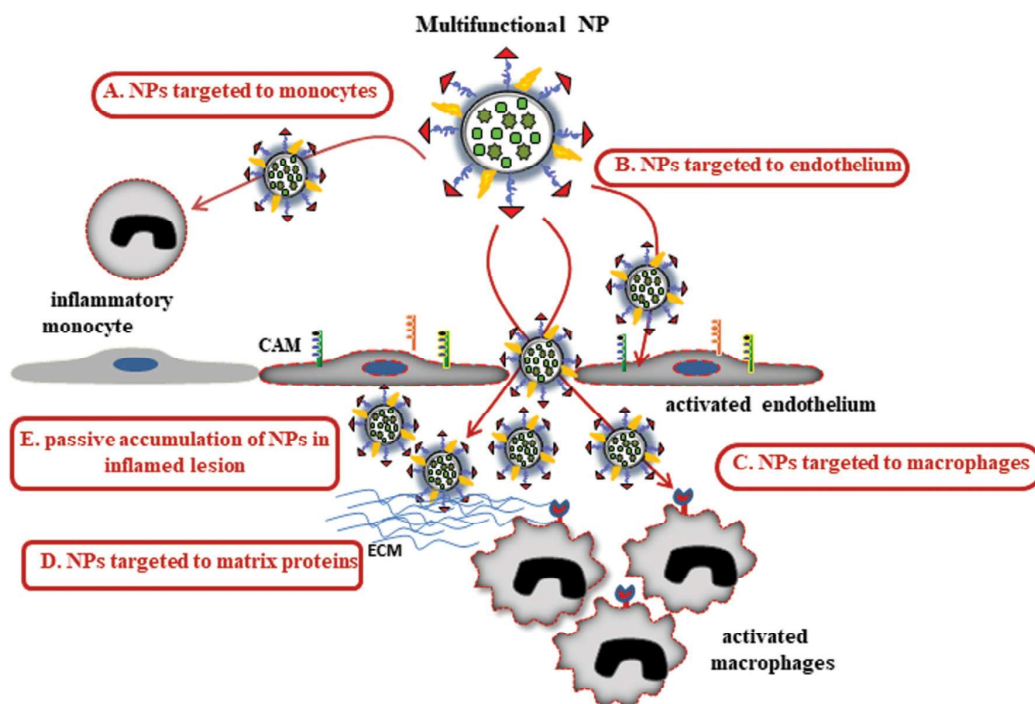 Multifunctional NP
A. NPs targeted to monocytes
B. NPs targeted to endothelium
inflammatory
monocyte
CAM
activated endothelium
E. passive accumulation of NPs in
inflamed lesion
C. NPs targeted to macrophages
D. NPs targeted to matrix proteins
ECM
activated
macrophages